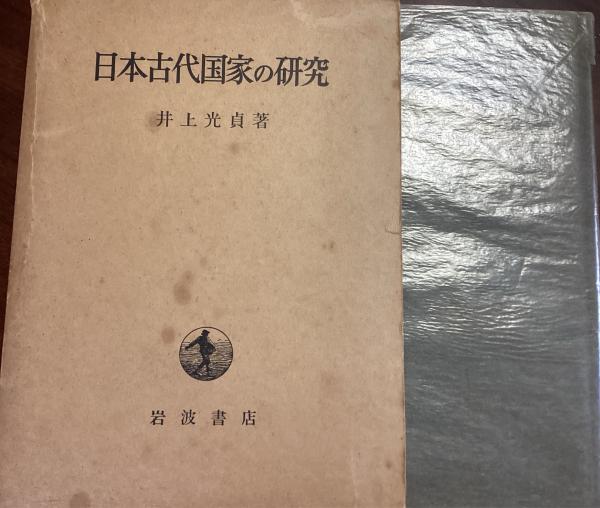 日本古代国家の研究
井上光貞著
岩波書店